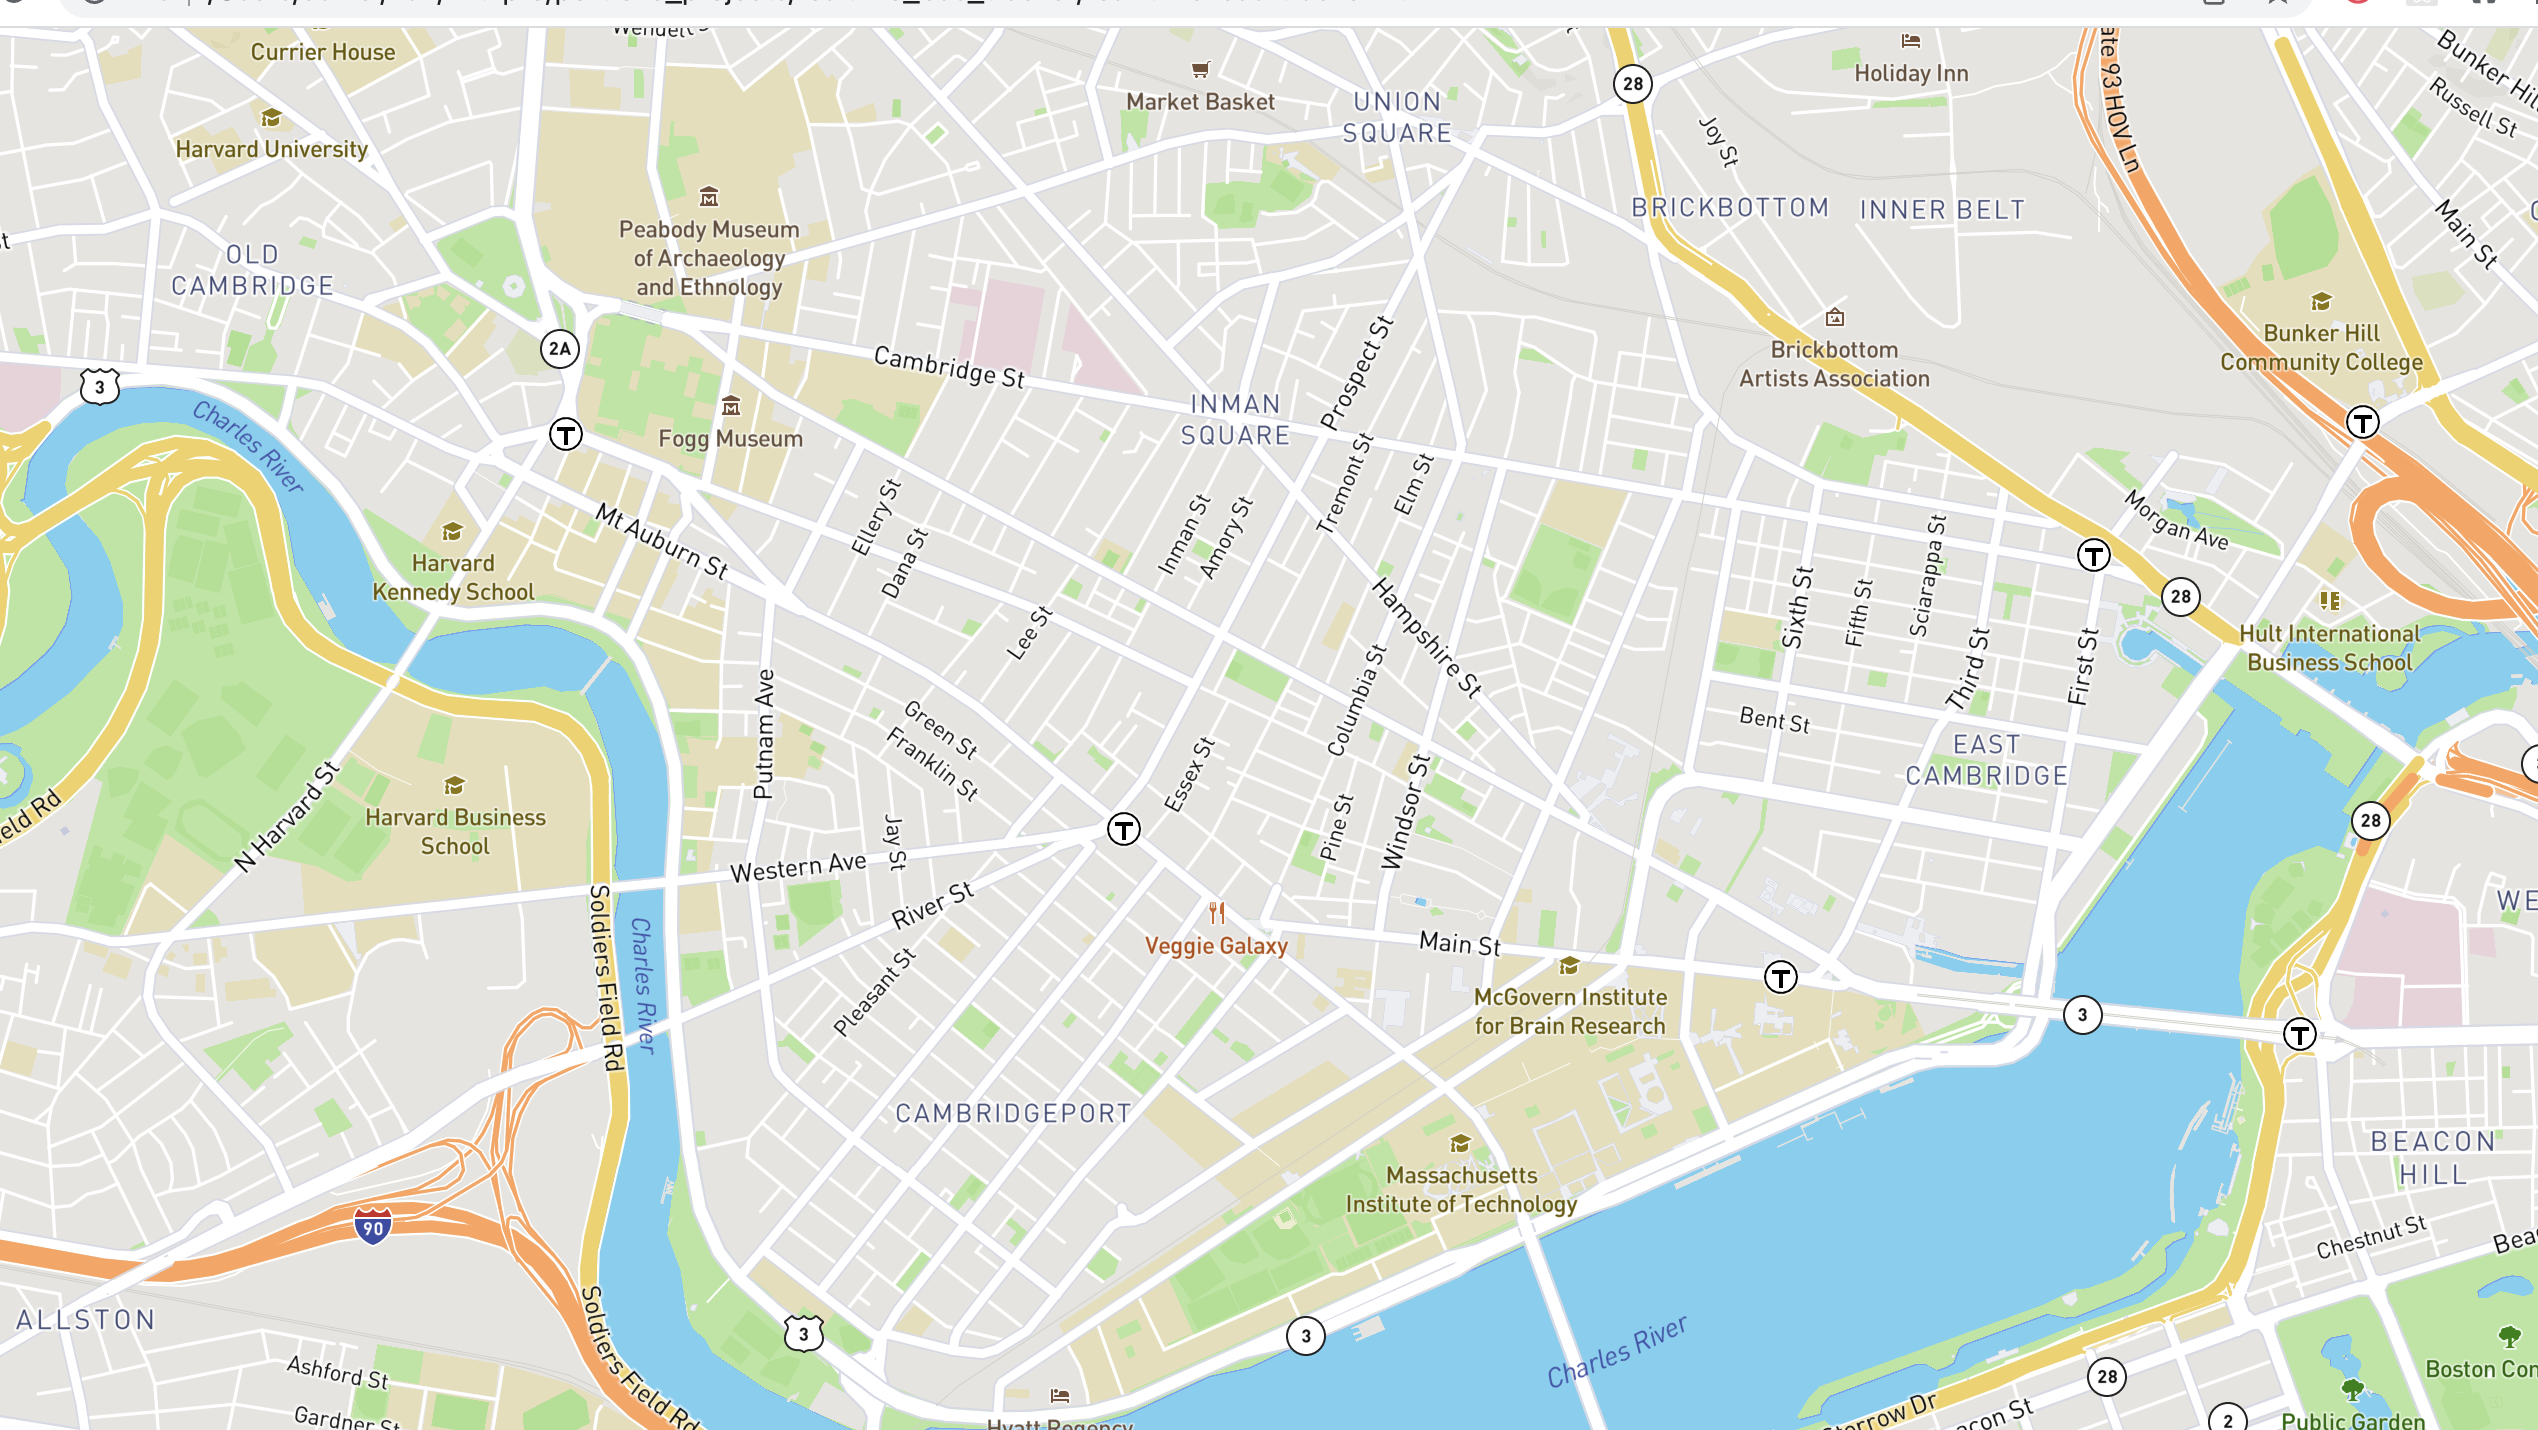 Currier House
Harvard University
OLD
CAMBRIDGE
Peabody Museum
of Archaeology
and Ethnology
Market Basket
UNION
SQUARE
28
Holiday Inn
Joy St
BRICKBOTTOM
INNER BELT
Bunker Hill
Russell St
Main St
Bunker Hill
Community College
Brickbottom
Artists Association
2A
3
Charles River
T
Fogg Museum
Cambridge St
INMAN
SQUARE
Prospect St
Tremont St
Elm St
T
Harvard
Kennedy School
Mt Auburn St
Ellery St
Dana St
Lee St
Inman St
Amory St
Hampshire St
Columbia St
Sixth St
Fifth St
Sciarappa St
Third St
First St
Morgan Ave
T
28
Hult International
Business School
Bent St
EAST
CAMBRIDGE
28
Putnam Ave
Green St
Franklin St
Essex St
Pine St
Windsor St
N Harvard St
Harvard Business
School
eld Rd
Jay St
Western Ave
River St
Pleasant St
T
Veggie Galaxy
Main St
McGovern Institute
for Brain Research
T
3
T
Soldiers Field Rd
Charles River
CAMBRIDGEPORT
Massachusetts
Institute of Technology
BEACON
HILL
Chestnut St
90
ALLSTON
Ashford St
Gardner St
Soldiers Field Rd
3
3
Charles River
Hyatt Regency
28
2
Boston Con
Public Garden